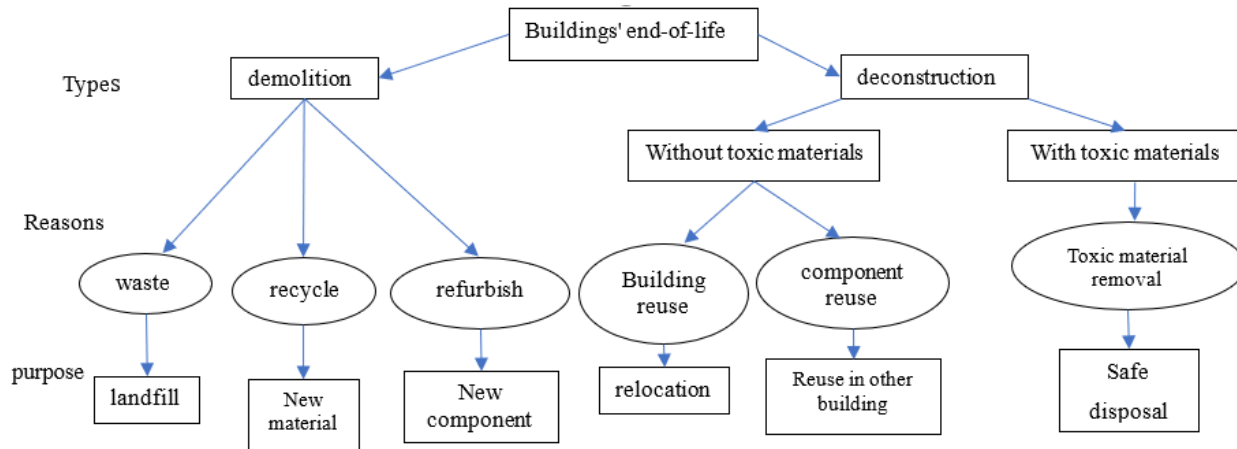 Buildings' end-of-life
Types
demolition
deconstruction
Without toxic materials
With toxic materials
Reasons
waste
recycle
refurbish
Building
reuse
component
reuse
Toxic material
removal
purpose
landfill
New
material
New
component
relocation
Reuse in other
building
Safe
disposal